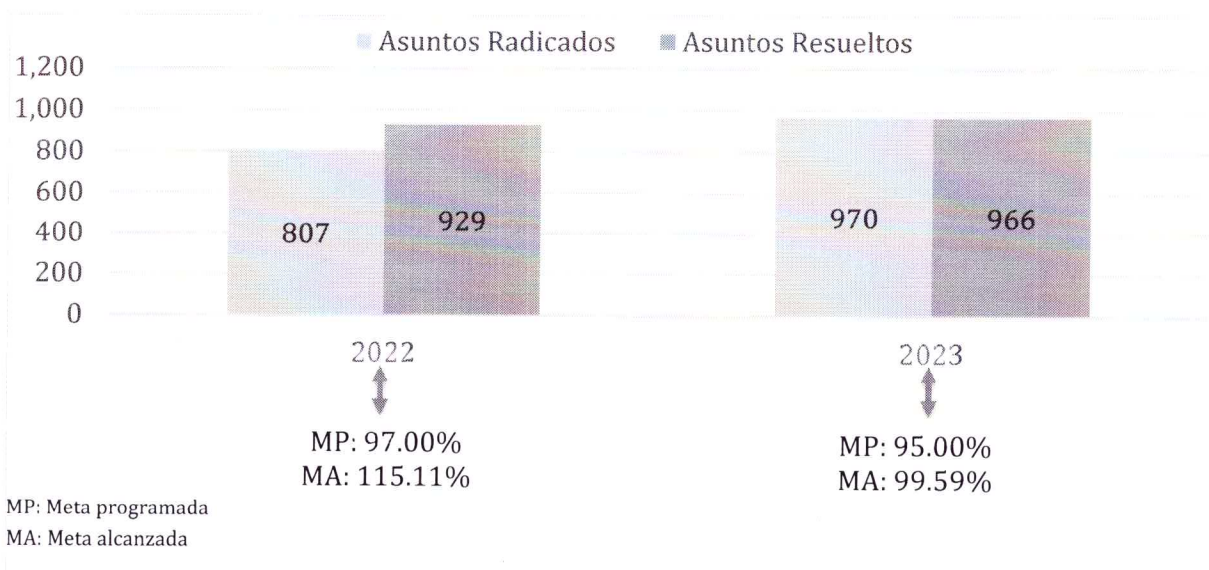 Asuntos Radicados Asuntos Resueltos
1,200
1,000
800
600
400
200
0
807 929 970 966
2022 2023
MP: 97.00% MP: 95.00%
MA: 115.11% MA: 99.59%
MP: Meta programada
MA: Meta alcanzada